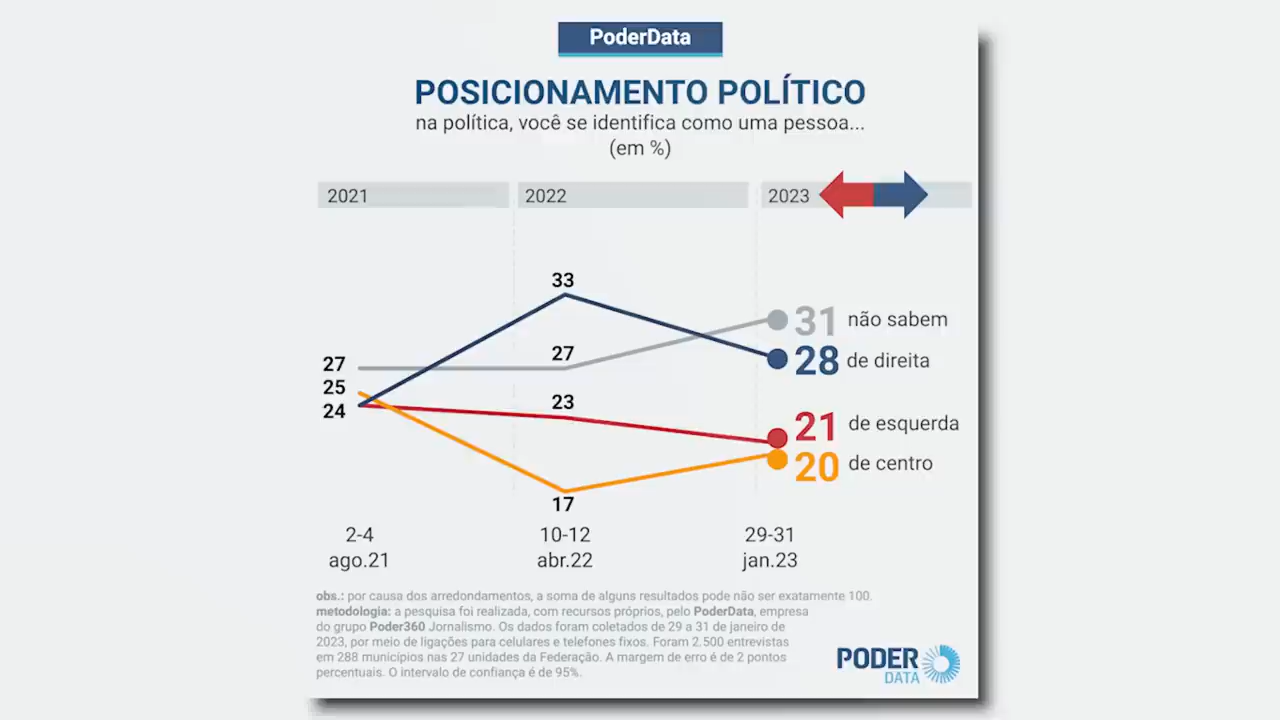 PoderData
POSICIONAMENTO POLÍTICO
na política, você se identifica como uma pessoa...
(em %)
2021
2022
2023
33
31 não sabem
27
27
28 de direita
25
24
23
21 de esquerda
20 de centro
17
2-4
ago.21
10-12
abr.22
29-31
jan.23
obs.: por causa dos arredondamentos, a soma de alguns resultados pode não ser exatamente 100.
metodologia: a pesquisa foi realizada, com recursos próprios, pelo PoderData, empresa
do grupo Poder360 Jornalismo. Os dados foram coletados de 29 a 31 de janeiro de
2023, por meio de ligações para celulares e telefones fixos. Foram 2.500 entrevistas
em 288 municípios nas 27 unidades da Federação. A margem de erro é de 2 pontos
percentuais. O intervalo de confiança é de 95%.
PODER
DATA